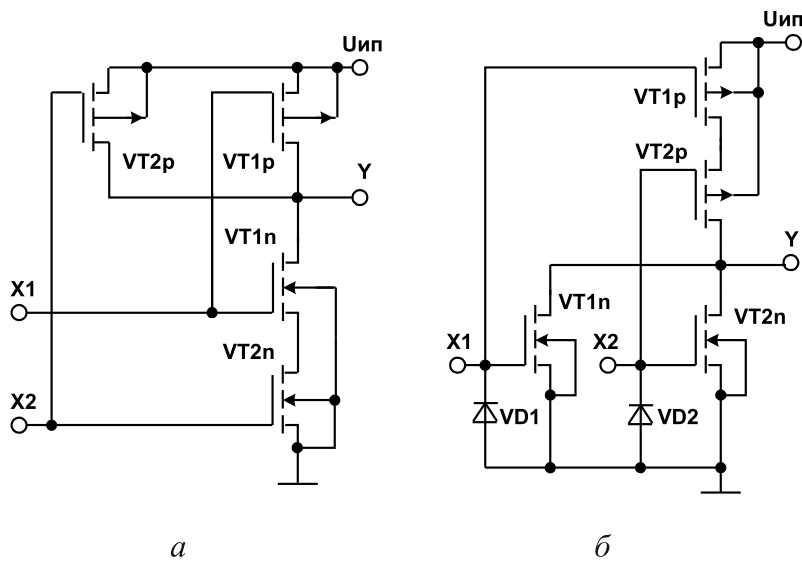 Uип
VT2p
VT1p
Y
VT1n
X1
VT2n
X2
а
Uип
VT1p
VT2p
Y
VT1n
VT2n
X1
X2
VD1
VD2
б